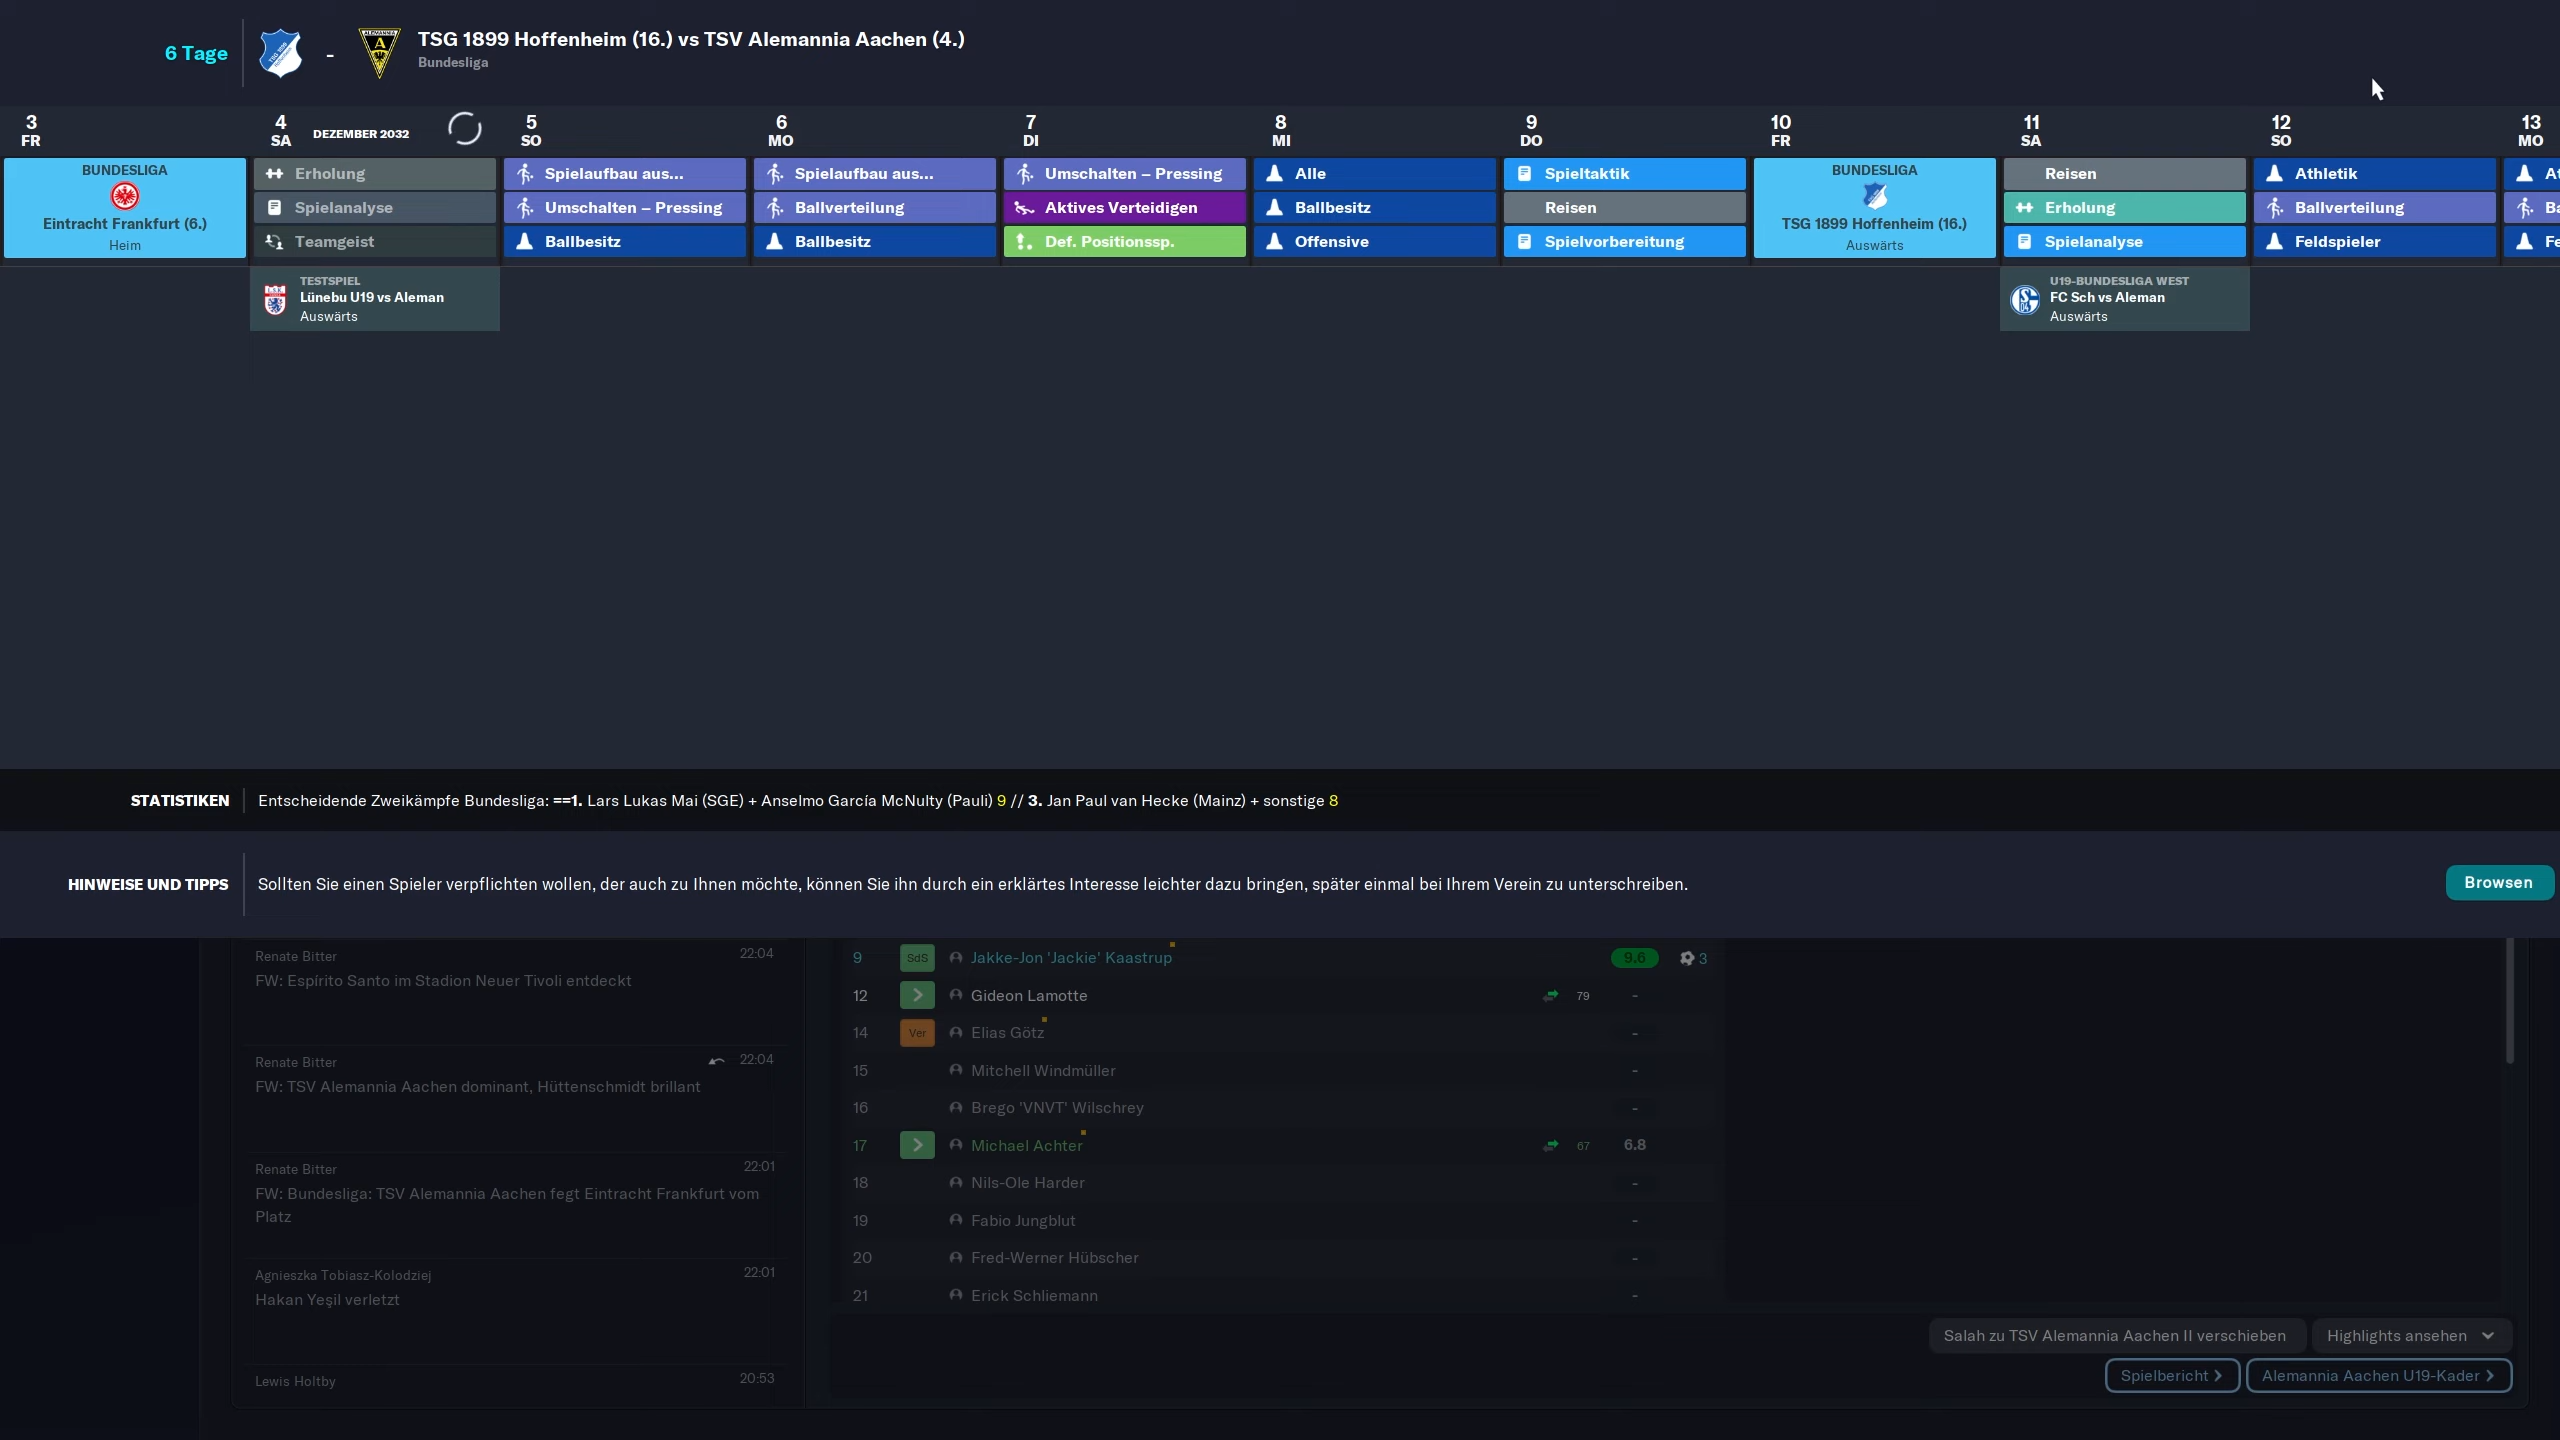 6 Tage
-
TSG 1899 Hoffenheim (16.) vs TSV Alemannia Aachen (4.)
Bundesliga
3
FR
4
SA
DEZEMBER 2032
5
SO
6
MO
7
DI
8
MI
9
DO
10
FR
11
SA
12
SO
13
MO
BUNDESLIGA
Eintracht Frankfurt (6.)
Heim
Erholung
Spielanalyse
Teamgeist
Spielaufbau aus...
Umschalten – Pressing
Ballbesitz
Spielaufbau aus...
Ballverteilung
Ballbesitz
Umschalten – Pressing
Aktives Verteidigen
Def. Positionssp.
Alle
Ballbesitz
Offensive
Spieltaktik
Reisen
Spielvorbereitung
BUNDESLIGA
TSG 1899 Hoffenheim (16.)
Auswärts
Reisen
Erholung
Spielanalyse
Athletik
Ballverteilung
Feldspieler
At
Ba
Fe
TESTSPIEL
Lünebu U19 vs Aleman
Auswärts
U19-BUNDESLIGA WEST
FC Sch vs Aleman
Auswärts
STATISTIKEN
Entscheidende Zweikämpfe Bundesliga: ==1. Lars Lukas Mai (SGE) + Anselmo García McNulty (Pauli) 9 // 3. Jan Paul van Hecke (Mainz) + sonstige 8
HINWEISE UND TIPPS
Sollten Sie einen Spieler verpflichten wollen, der auch zu Ihnen möchte, können Sie ihn durch ein erklärtes Interesse leichter dazu bringen, später einmal bei Ihrem Verein zu unterschreiben.
Browsen
Renate Bitter 22:04
FW: Espírito Santo im Stadion Neuer Tivoli entdeckt
Renate Bitter 22:04
FW: TSV Alemannia Aachen dominant, Hüttenschmidt brillant
Renate Bitter 22:01
FW: Bundesliga: TSV Alemannia Aachen fegt Eintracht Frankfurt vom
Platz
Agnieszka Tobiasz-Kolodziej 22:01
Hakan Yeşil verletzt
Lewis Holtby 20:53
9 SdS Jakke-Jon 'Jackie' Kaastrup 9.6 3
12 Gideon Lamotte 79 -
14 Ver Elias Götz -
15 Mitchell Windmüller -
16 Brego 'VNVT' Wilschrey -
17 Michael Achter 67 6.8
18 Nils-Ole Harder -
19 Fabio Jungblut -
20 Fred-Werner Hübscher -
21 Erick Schliemann -
Salah zu TSV Alemannia Aachen II verschieben
Highlights ansehen
Spielbericht
Alemannia Aachen U19-Kader